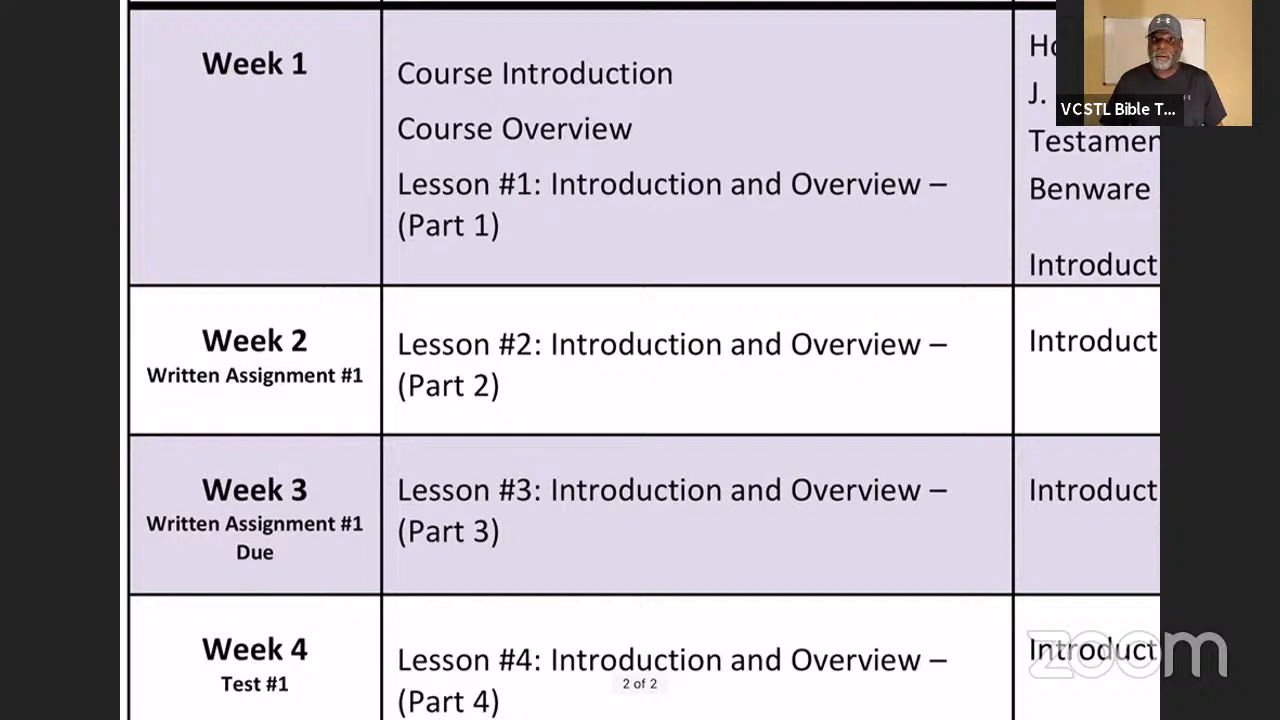 Week 1
Course Introduction
Course Overview
Lesson #1: Introduction and Overview –
(Part 1)
J.
Testamen
Benware
Introduct
VCSTL Bible T...
Week 2
Written Assignment #1
Lesson #2: Introduction and Overview –
(Part 2)
Introduct
Week 3
Written Assignment #1
Due
Lesson #3: Introduction and Overview –
(Part 3)
Introduct
Week 4
Test #1
Lesson #4: Introduction and Overview –
(Part 4)
Introduct
2 of 2
zoom